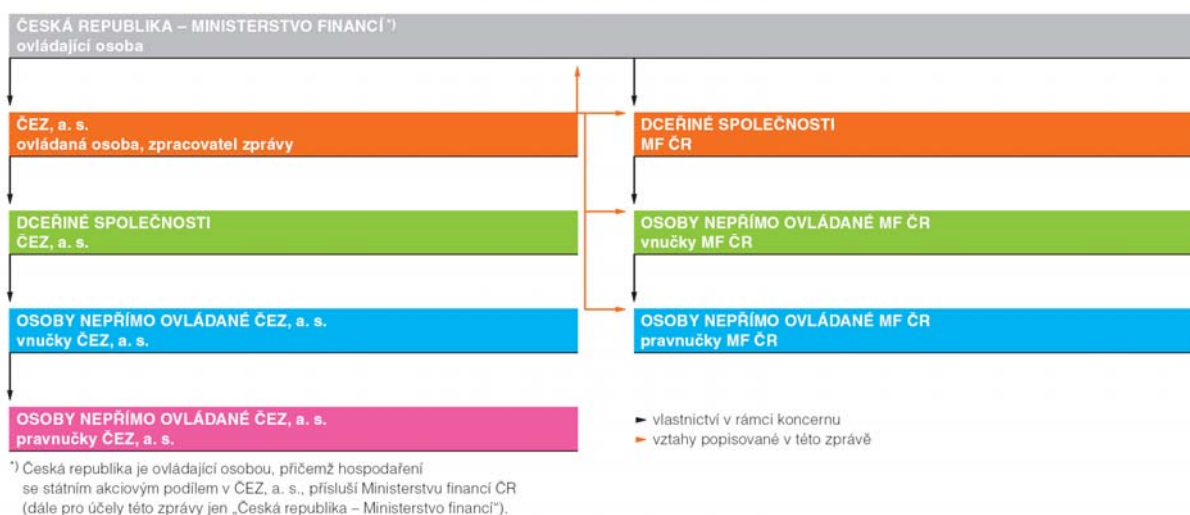 ČESKÁ REPUBLIKA – MINISTERSTVO FINANCÍ *)
ovládající osoba
ČEZ, a. s.
ovládaná osoba, zpracovatel zprávy
DCEŘINÉ SPOLEČNOSTI
MF ČR
DCEŘINÉ SPOLEČNOSTI
ČEZ, a. s.
OSOBY NEPŘÍMO OVLÁDANÉ MF ČR
vnučky MF ČR
OSOBY NEPŘÍMO OVLÁDANÉ ČEZ, a. s.
vnučky ČEZ, a. s.
OSOBY NEPŘÍMO OVLÁDANÉ MF ČR
pravnučky MF ČR
OSOBY NEPŘÍMO OVLÁDANÉ ČEZ, a. s.
pravnučky ČEZ, a. s.
vlastnictví v rámci koncernu
vztahy popisované v této zprávě
*) Česká republika je ovládající osobou, přičemž hospodaření
se státním akciovým podílem v ČEZ, a. s., přísluší Ministerstvu financí ČR
(dále pro účely této zprávy jen „Česká republika – Ministerstvo financí“).